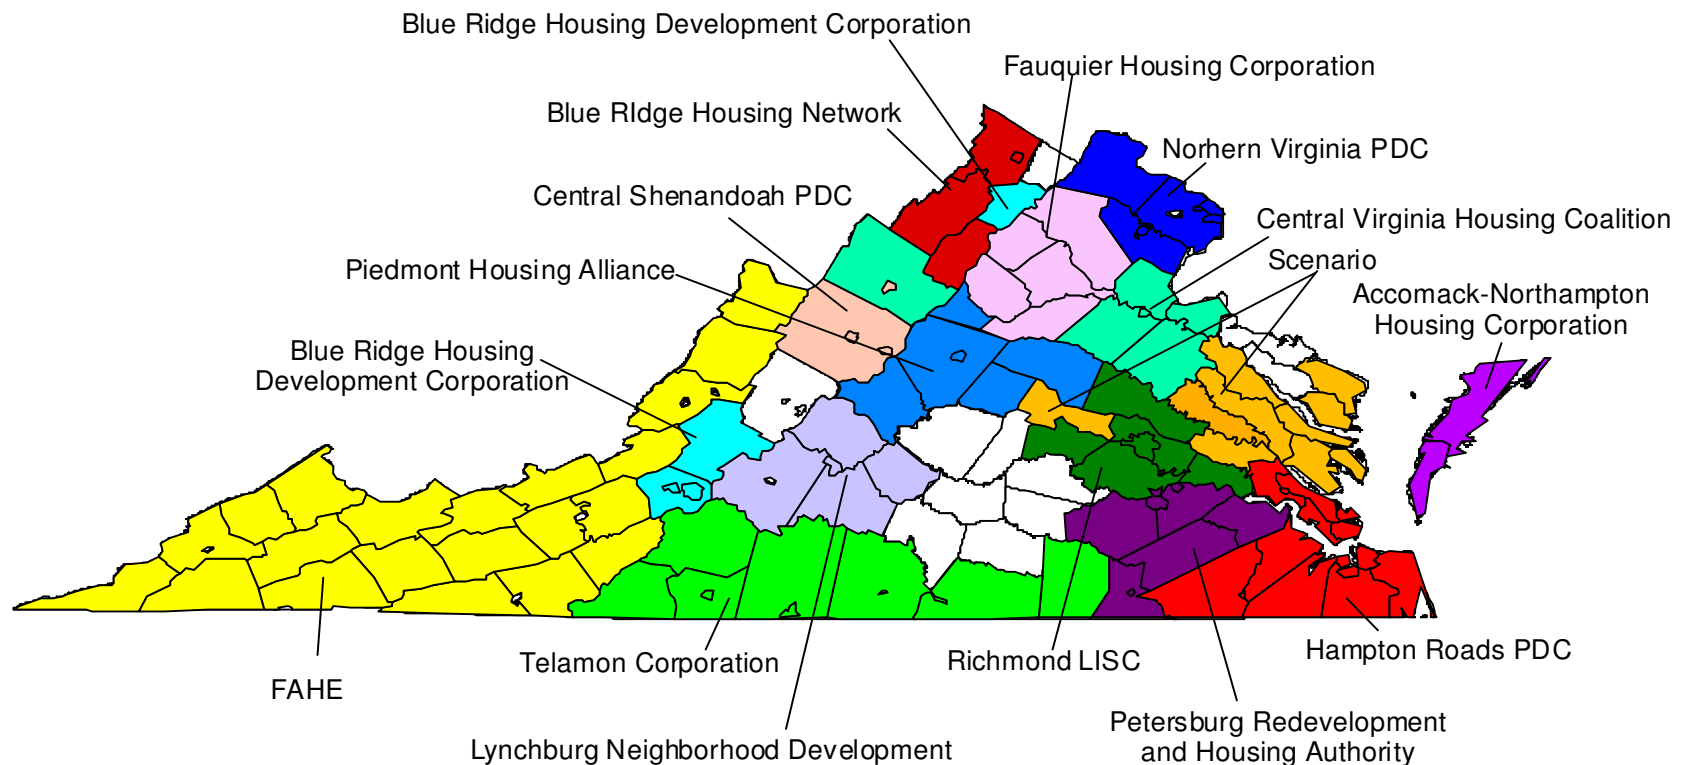 Blue Ridge Housing Development Corporation
Fauquier Housing Corporation
Blue RIdge Housing Network
Norhern Virginia PDC
Central Shenandoah PDC
Central Virginia Housing Coalition
Scenario
Piedmont Housing Alliance
Accomack-Northampton
Housing Corporation
Blue Ridge Housing
Development Corporation
Telamon Corporation
Richmond LISC
Hampton Roads PDC
FAHE
Petersburg Redevelopment
and Housing Authority
Lynchburg Neighborhood Development